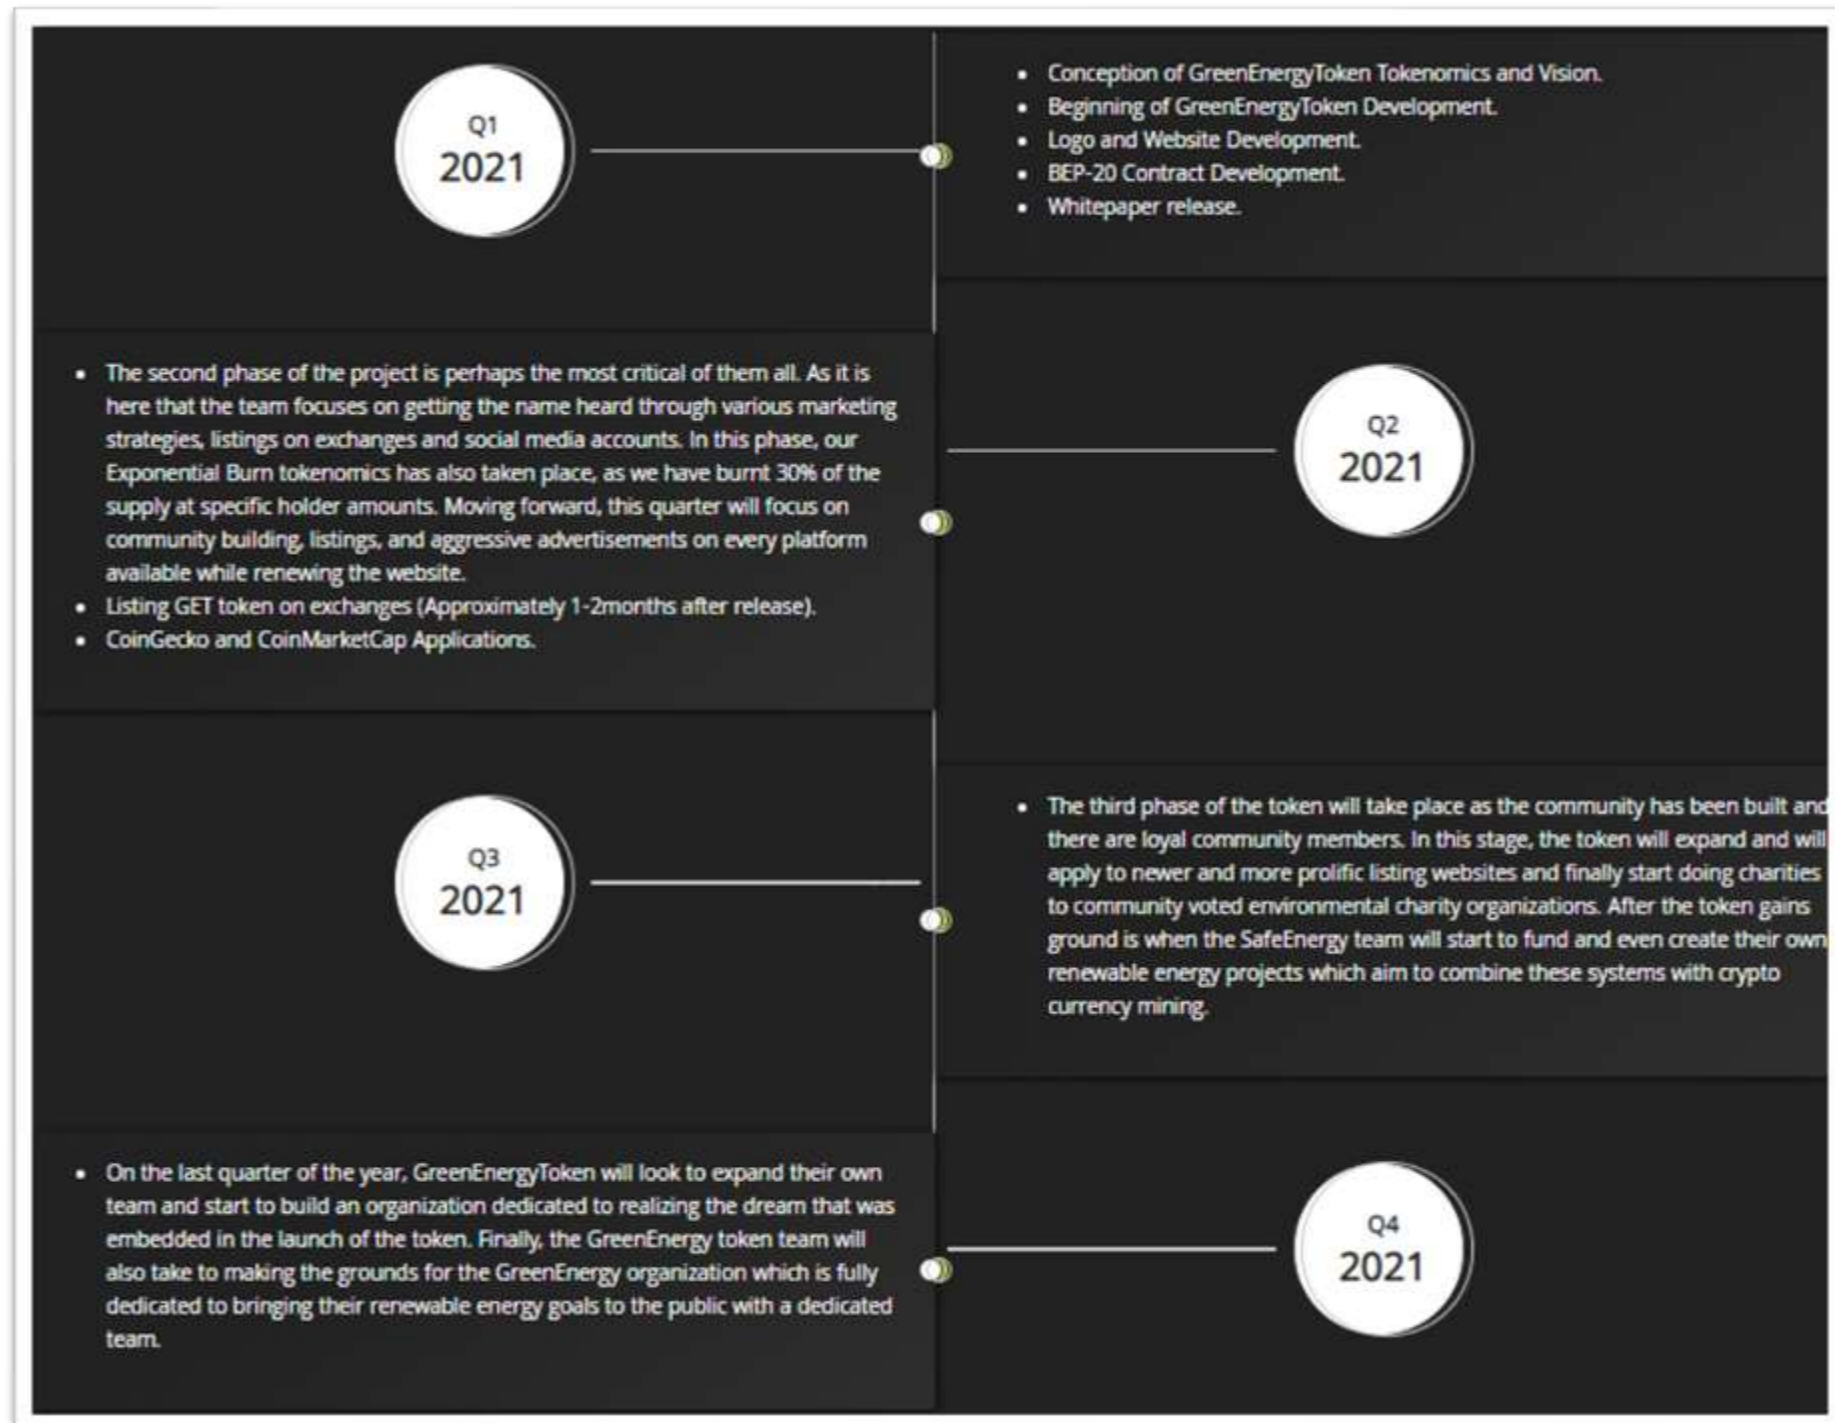 Q1
2021
• Conception of GreenEnergyToken Tokenomics and Vision.
• Beginning of GreenEnergyToken Development.
• Logo and Website Development.
• BEP-20 Contract Development.
• Whitepaper release.
Q2
2021
• The second phase of the project is perhaps the most critical of them all. As it is
here that the team focuses on getting the name heard through various marketing
strategies, listings on exchanges and social media accounts. In this phase, our
Exponential Burn tokenomics has also taken place, as we have burnt 30% of the
supply at specific holder amounts. Moving forward, this quarter will focus on
community building, listings, and aggressive advertisements on every platform
available while renewing the website.
• Listing GET token on exchanges (Approximately 1-2months after release).
• CoinGecko and CoinMarketCap Applications.
Q3
2021
• The third phase of the token will take place as the community has been built and
there are loyal community members. In this stage, the token will expand and will
apply to newer and more prolific listing websites and finally start doing charities
to community voted environmental charity organizations. After the token gains
ground is when the SafeEnergy team will start to fund and even create their own
renewable energy projects which aim to combine these systems with crypto
currency mining.
Q4
2021
• On the last quarter of the year, GreenEnergyToken will look to expand their own
team and start to build an organization dedicated to realizing the dream that was
embedded in the launch of the token. Finally, the GreenEnergy token team will
also take to making the grounds for the GreenEnergy organization which is fully
dedicated to bringing their renewable energy goals to the public with a dedicated
team.